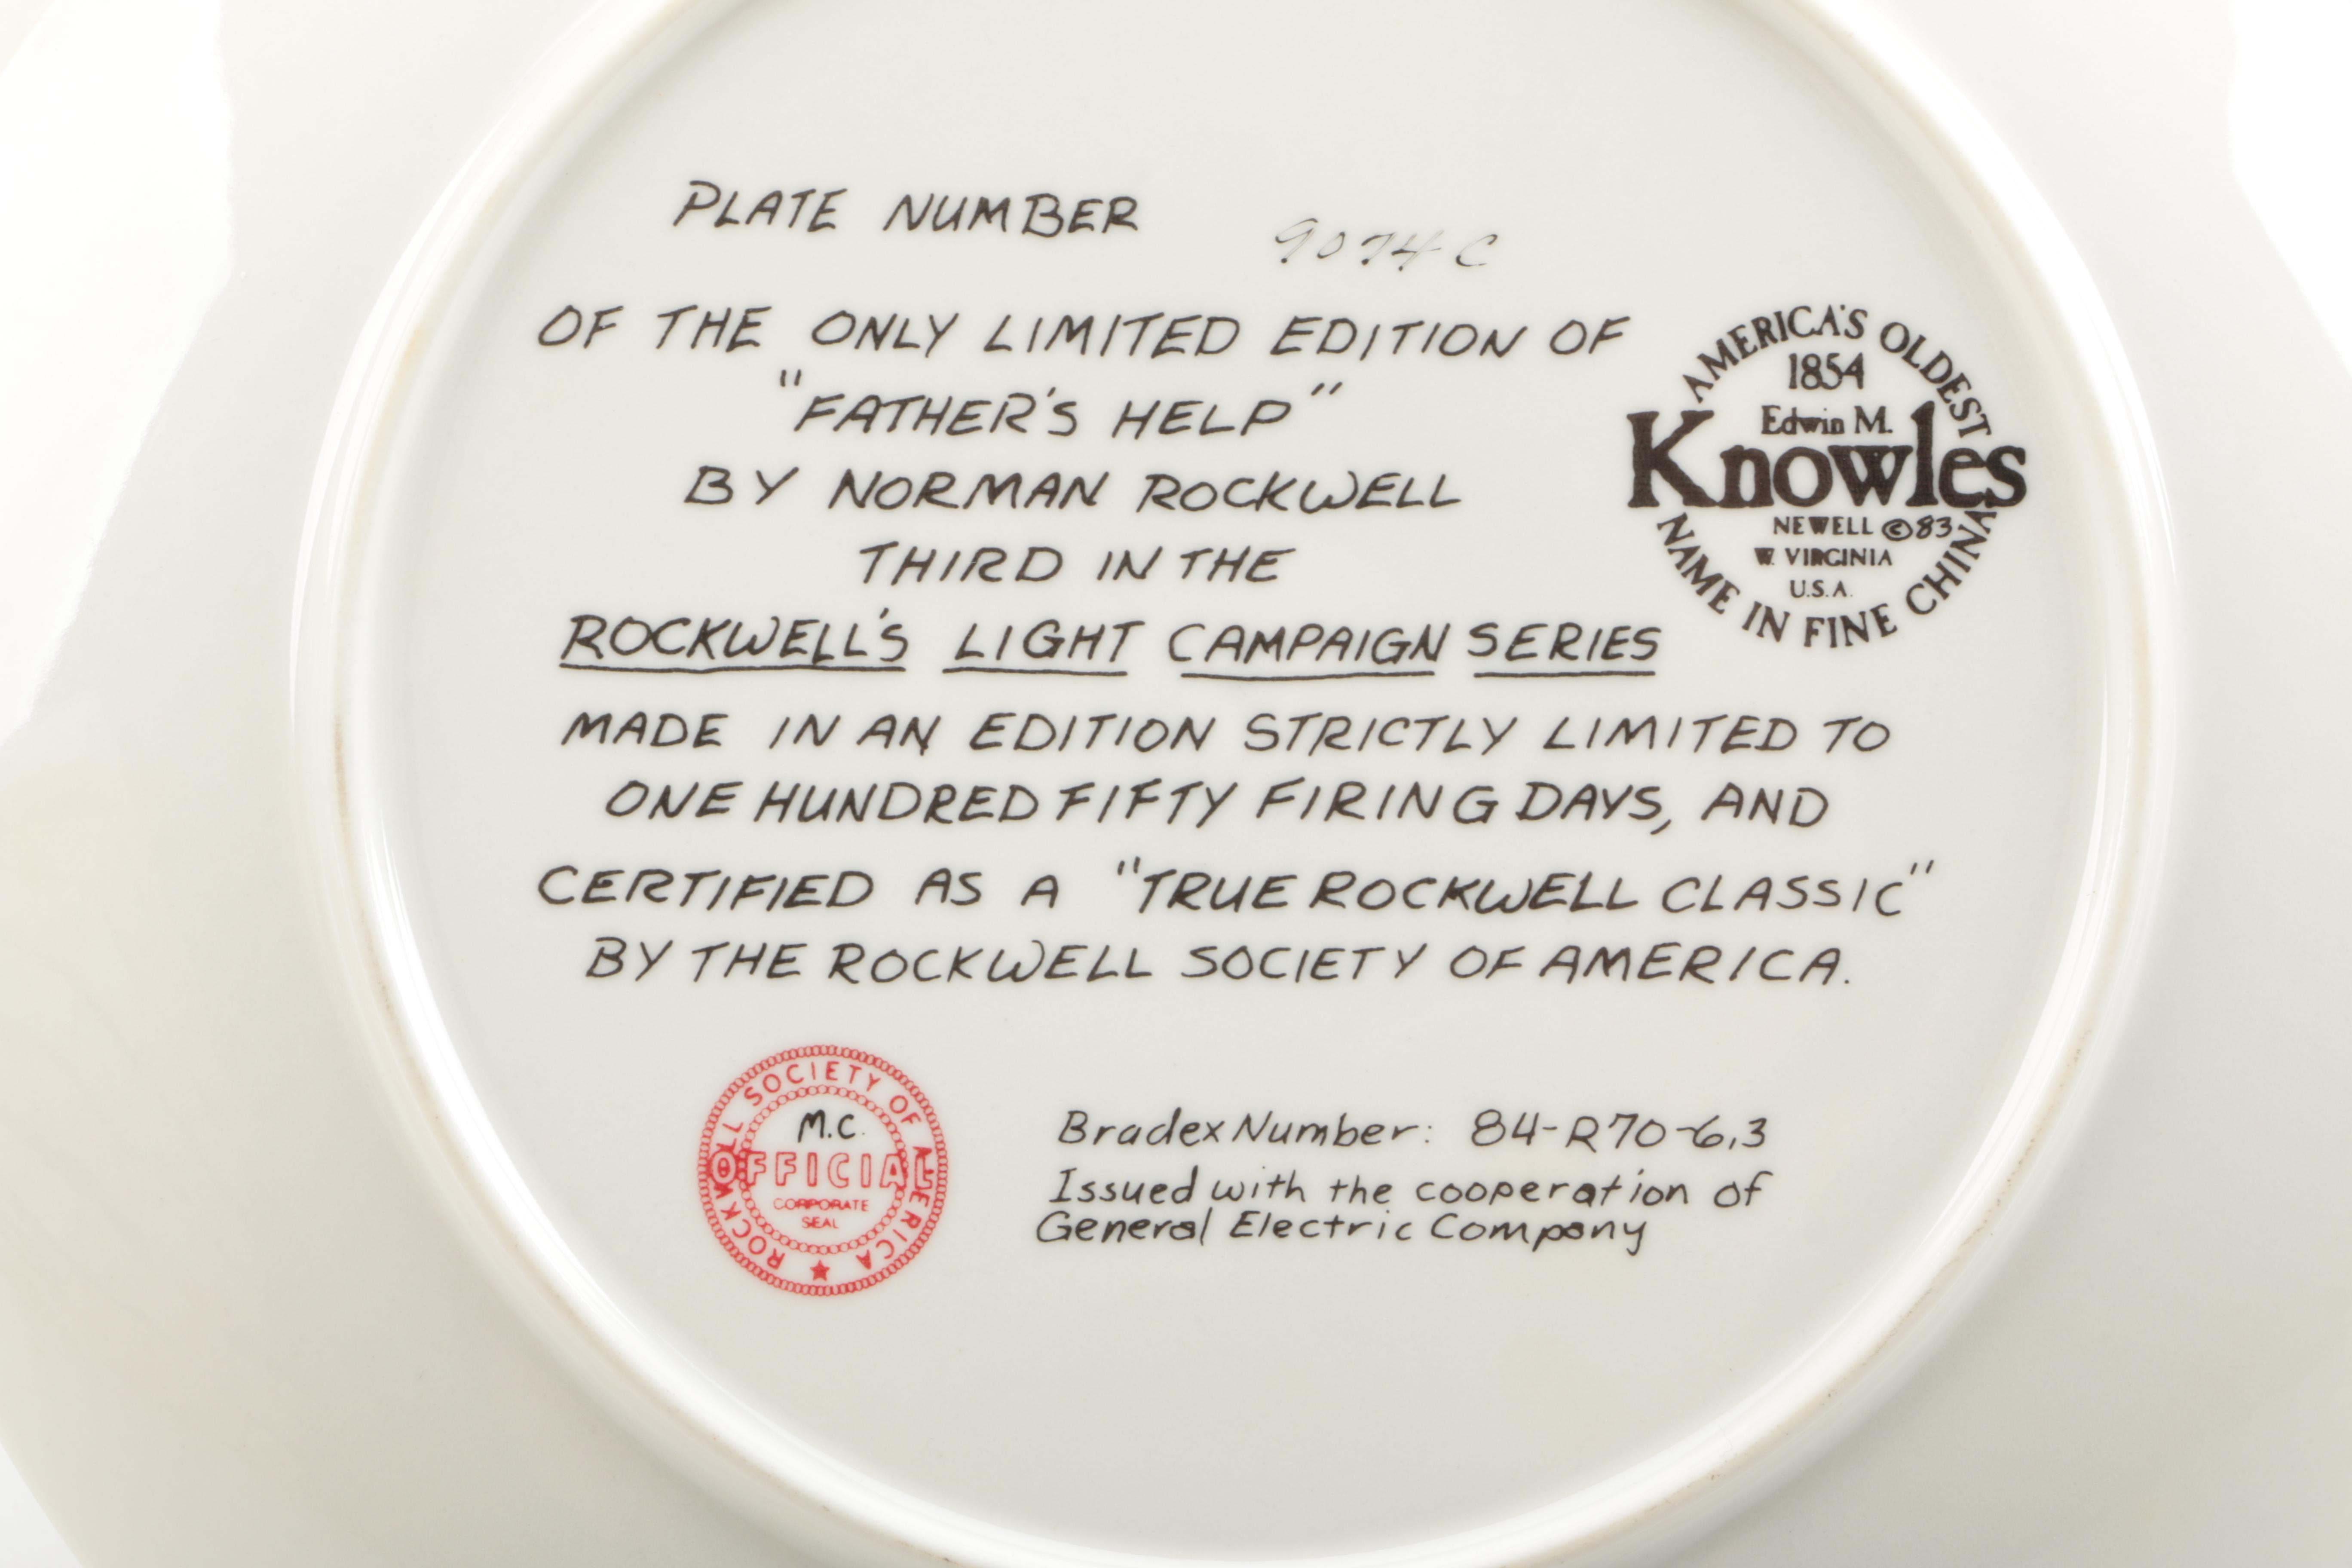 PLATE NUMBER 9074C
OF THE ONLY LIMITED EDITION OF
"FATHER'S HELP"
BY NORMAN ROCKWELL
THIRD IN THE
ROCKWELL'S LIGHT CAMPAIGN SERIES
MADE IN AN EDITION STRICTLY LIMITED TO
ONE HUNDRED FIFTY FIRING DAYS, AND
CERTIFIED AS A "TRUE ROCKWELL CLASSIC"
BY THE ROCKWELL SOCIETY OF AMERICA.
AMERICA'S OLDEST
1854
Edwin M.
Knowles
NEWELL ©83
W. VIRGINIA
U.S.A.
NAME IN FINE CHINA
ROCKWELL SOCIETY OF AMERICA
M.C.
OFFICIAL
CORPORATE
SEAL
Bradex Number: 84-R70-6.3
Issued with the cooperation of
General Electric Company